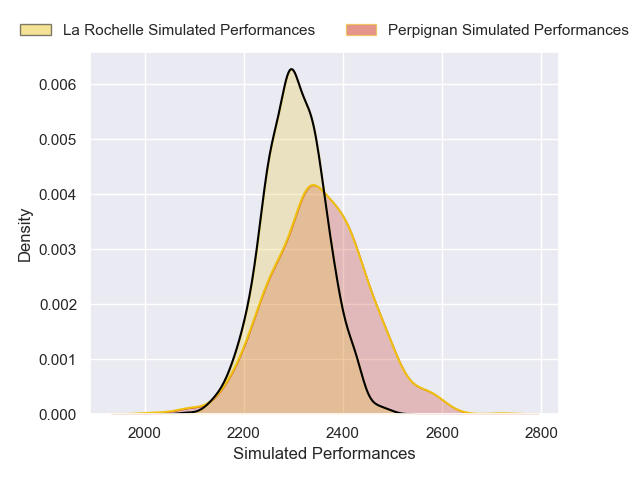 La Rochelle Simulated Performances Perpignan Simulated Performances
0.006
0.005
0.004
0.003
0.002
0.001
0.000
Density
2000 2200 2400 2600 2800
Simulated Performances